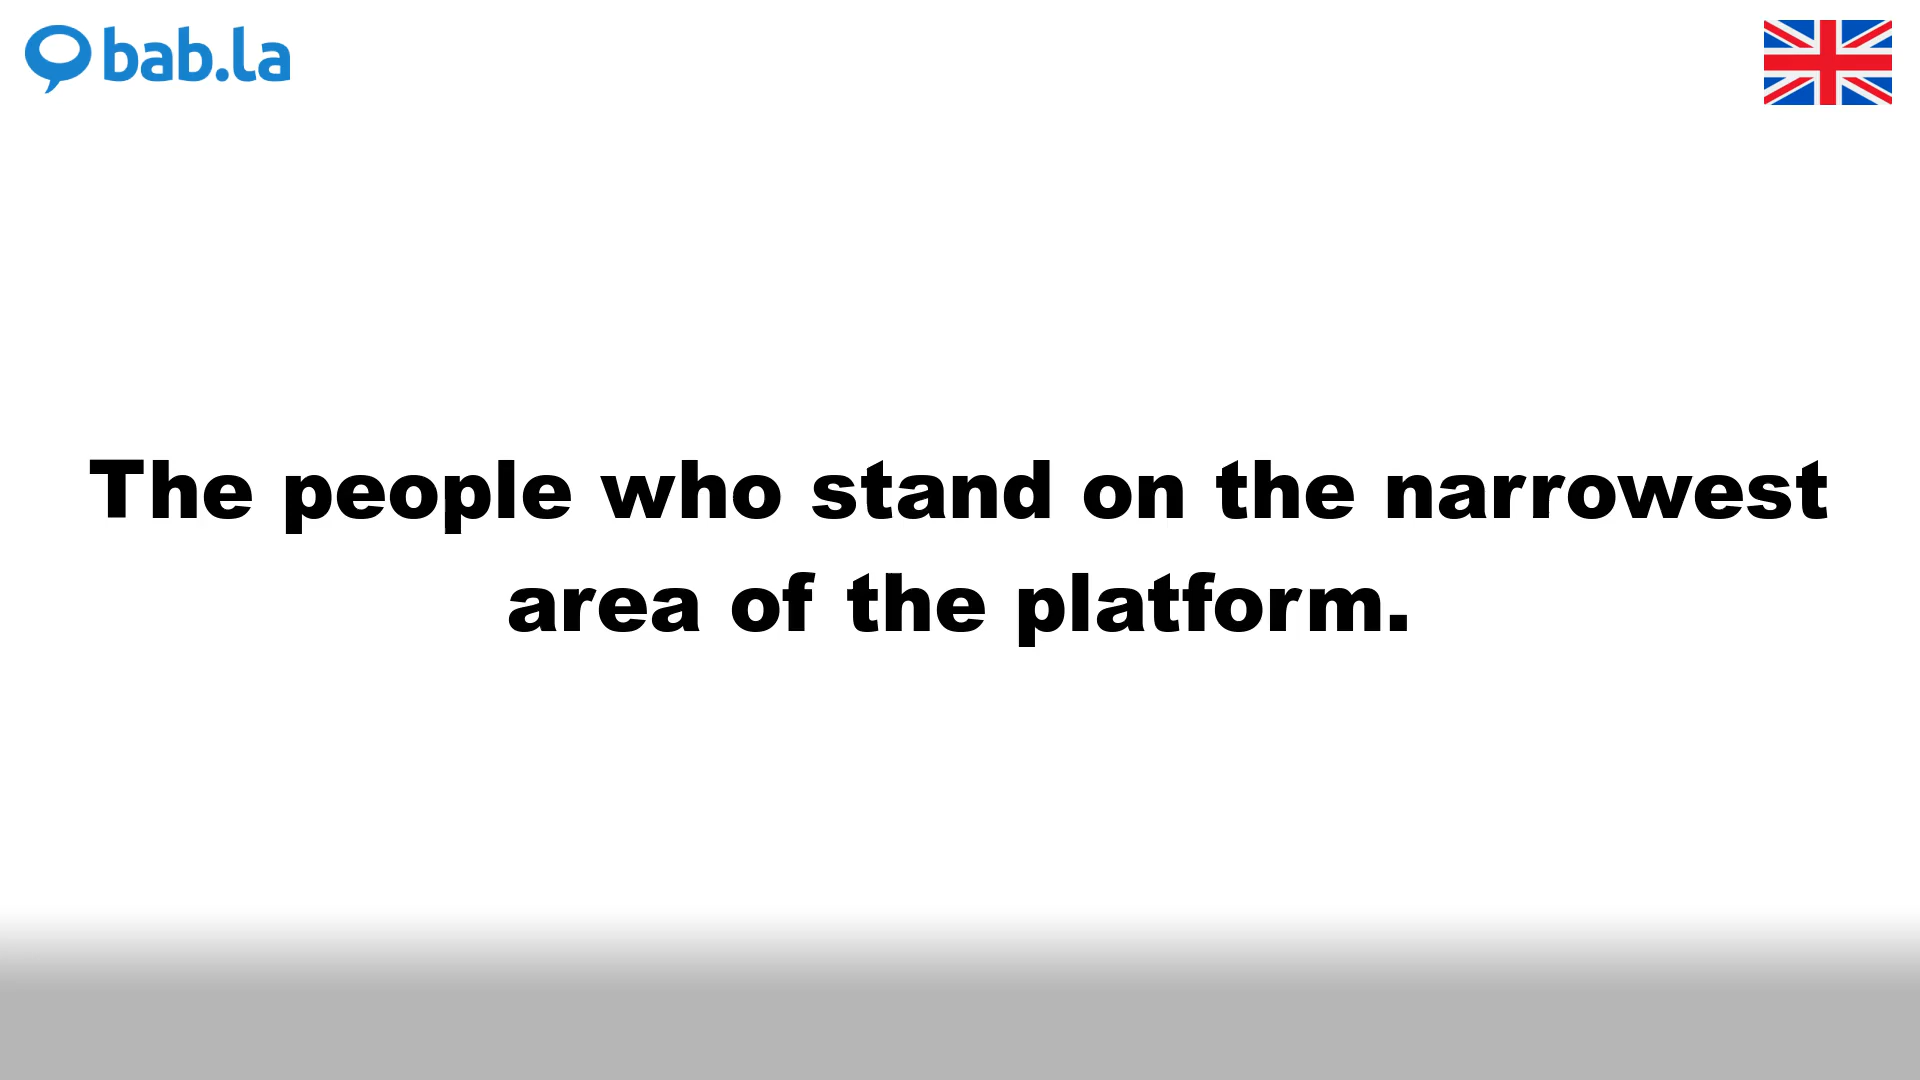 bab.la
The people who stand on the narrowest
area of the platform.